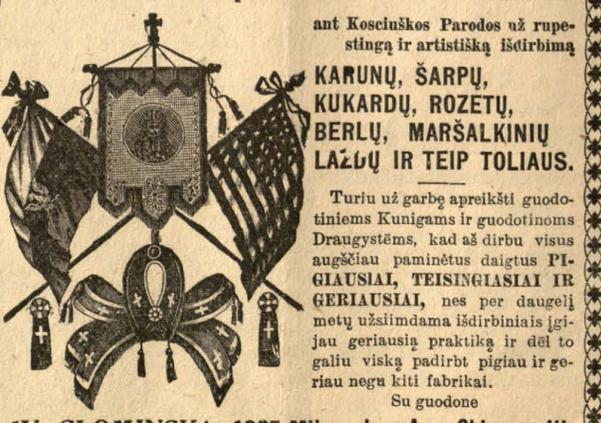 ant Kosciuškos Parodos už rupe-
stingą ir artistišką išdirbimą
KARUNŲ, ŠARPŲ,
KUKARDŲ, ROZETŲ,
BERLŲ, MARŠALKINIŲ
LAZDŲ IR TEIP TOLIAUS.
Turiu už garbę apreikšti guodo-
tiniems Kunigams ir guodotinoms
Draugystėms, kad aš dirbu visus
augščiau paminėtus daigtus PI-
GIAUSIAI, TEISINGIASIAI IR
GERIAUSIAI, nes per daugelį
metų užsiimdama išdirbiniais įgi-
jau geriausią praktiką ir dėl to
galiu viską padirbt pigiau ir ge-
riau negu kiti fabrikai.
Su guodone